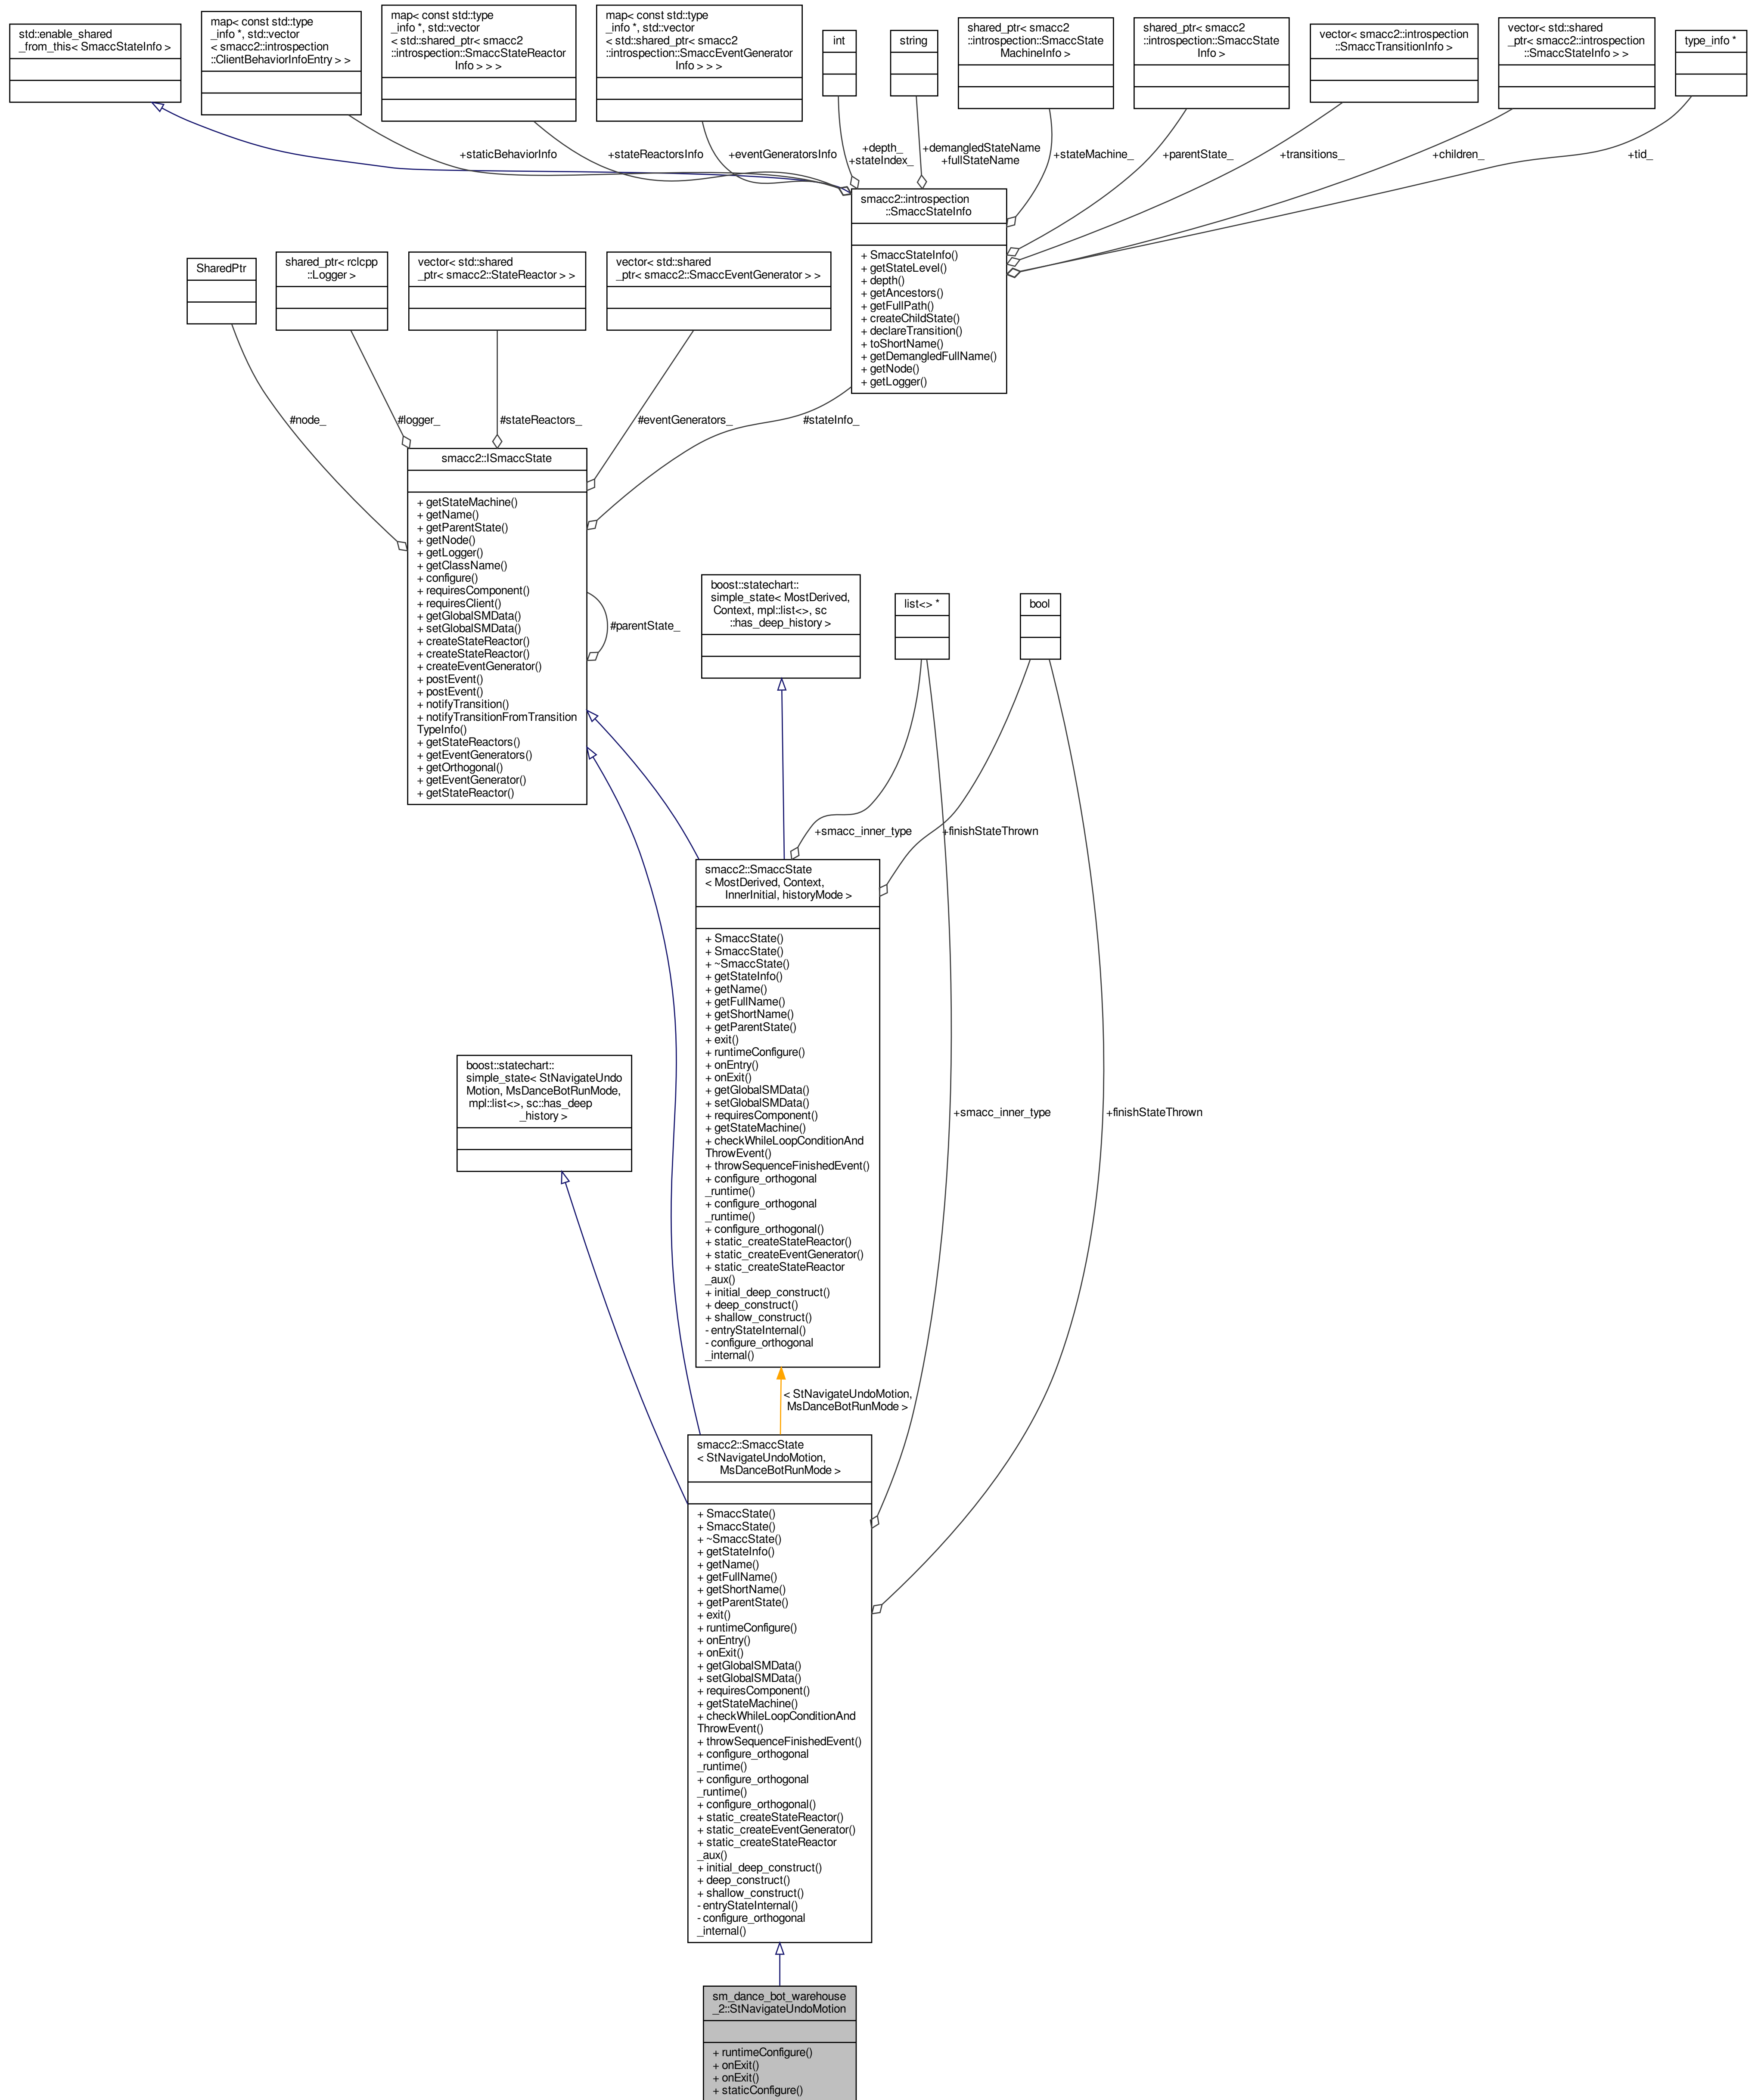 std::enable_shared
_from_this< SmaccStateInfo >
map< const std::type
_info *, std::vector
< smacc2::introspection
::ClientBehaviorInfoEntry > >
map< const std::type
_info *, std::vector
< std::shared_ptr< smacc2
::introspection::SmaccStateReactor
Info > > >
map< const std::type
_info *, std::vector
< std::shared_ptr< smacc2
::introspection::SmaccEventGenerator
Info > > >
int
string
shared_ptr< smacc2
::introspection::SmaccState
MachineInfo >
shared_ptr< smacc2
::introspection::SmaccState
Info >
vector< smacc2::introspection
::SmaccTransitionInfo >
vector< std::shared
_ptr< smacc2::introspection
::SmaccStateInfo > >
type_info *
+staticBehaviorInfo
+stateReactorsInfo
+eventGeneratorsInfo
+depth_
+stateIndex_
+demangledStateName
+fullStateName
+stateMachine_
+parentState_
+transitions_
+children_
+tid_
smacc2::introspection
::SmaccStateInfo
+ SmaccStateInfo()
+ getStateLevel()
+ depth()
+ getAncestors()
+ getFullPath()
+ createChildState()
+ declareTransition()
+ toShortName()
+ getDemangledFullName()
+ getNode()
+ getLogger()
SharedPtr
shared_ptr< rclcpp
::Logger >
vector< std::shared
_ptr< smacc2::StateReactor > >
vector< std::shared
_ptr< smacc2::SmaccEventGenerator > >
#node_
#logger_
#stateReactors_
#eventGenerators_
#stateInfo_
smacc2::ISmaccState
+ getStateMachine()
+ getName()
+ getParentState()
+ getNode()
+ getLogger()
+ getClassName()
+ configure()
+ requiresComponent()
+ requiresClient()
+ getGlobalSMData()
+ setGlobalSMData()
+ createStateReactor()
+ createStateReactor()
+ createEventGenerator()
+ postEvent()
+ postEvent()
+ notifyTransition()
+ notifyTransitionFromTransition
TypeInfo()
+ getStateReactors()
+ getEventGenerators()
+ getOrthogonal()
+ getEventGenerator()
+ getStateReactor()
#parentState_
boost::statechart::
simple_state< MostDerived,
Context, mpl::list<>, sc
::has_deep_history >
list<> *
bool
+smacc_inner_type
+finishStateThrown
smacc2::SmaccState
< MostDerived, Context,
InnerInitial, historyMode >
+ SmaccState()
+ SmaccState()
+ ~SmaccState()
+ getStateInfo()
+ getName()
+ getFullName()
+ getShortName()
+ getParentState()
+ exit()
+ runtimeConfigure()
+ onEntry()
+ onExit()
+ getGlobalSMData()
+ setGlobalSMData()
+ requiresComponent()
+ getStateMachine()
+ checkWhileLoopConditionAnd
ThrowEvent()
+ throwSequenceFinishedEvent()
+ configure_orthogonal
_runtime()
+ configure_orthogonal
_runtime()
+ configure_orthogonal()
+ static_createStateReactor()
+ static_createEventGenerator()
+ static_createStateReactor
_aux()
+ initial_deep_construct()
+ deep_construct()
+ shallow_construct()
- entryStateInternal()
- configure_orthogonal
_internal()
boost::statechart::
simple_state< StNavigateUndo
Motion, MsDanceBotRunMode,
mpl::list<>, sc::has_deep
_history >
+smacc_inner_type
+finishStateThrown
< StNavigateUndoMotion,
MsDanceBotRunMode >
smacc2::SmaccState
< StNavigateUndoMotion,
MsDanceBotRunMode >
+ SmaccState()
+ SmaccState()
+ ~SmaccState()
+ getStateInfo()
+ getName()
+ getFullName()
+ getShortName()
+ getParentState()
+ exit()
+ runtimeConfigure()
+ onEntry()
+ onExit()
+ getGlobalSMData()
+ setGlobalSMData()
+ requiresComponent()
+ getStateMachine()
+ checkWhileLoopConditionAnd
ThrowEvent()
+ throwSequenceFinishedEvent()
+ configure_orthogonal
_runtime()
+ configure_orthogonal
_runtime()
+ configure_orthogonal()
+ static_createStateReactor()
+ static_createEventGenerator()
+ static_createStateReactor
_aux()
+ initial_deep_construct()
+ deep_construct()
+ shallow_construct()
- entryStateInternal()
- configure_orthogonal
_internal()
sm_dance_bot_warehouse
_2::StNavigateUndoMotion
+ runtimeConfigure()
+ onExit()
+ onExit()
+ staticConfigure()